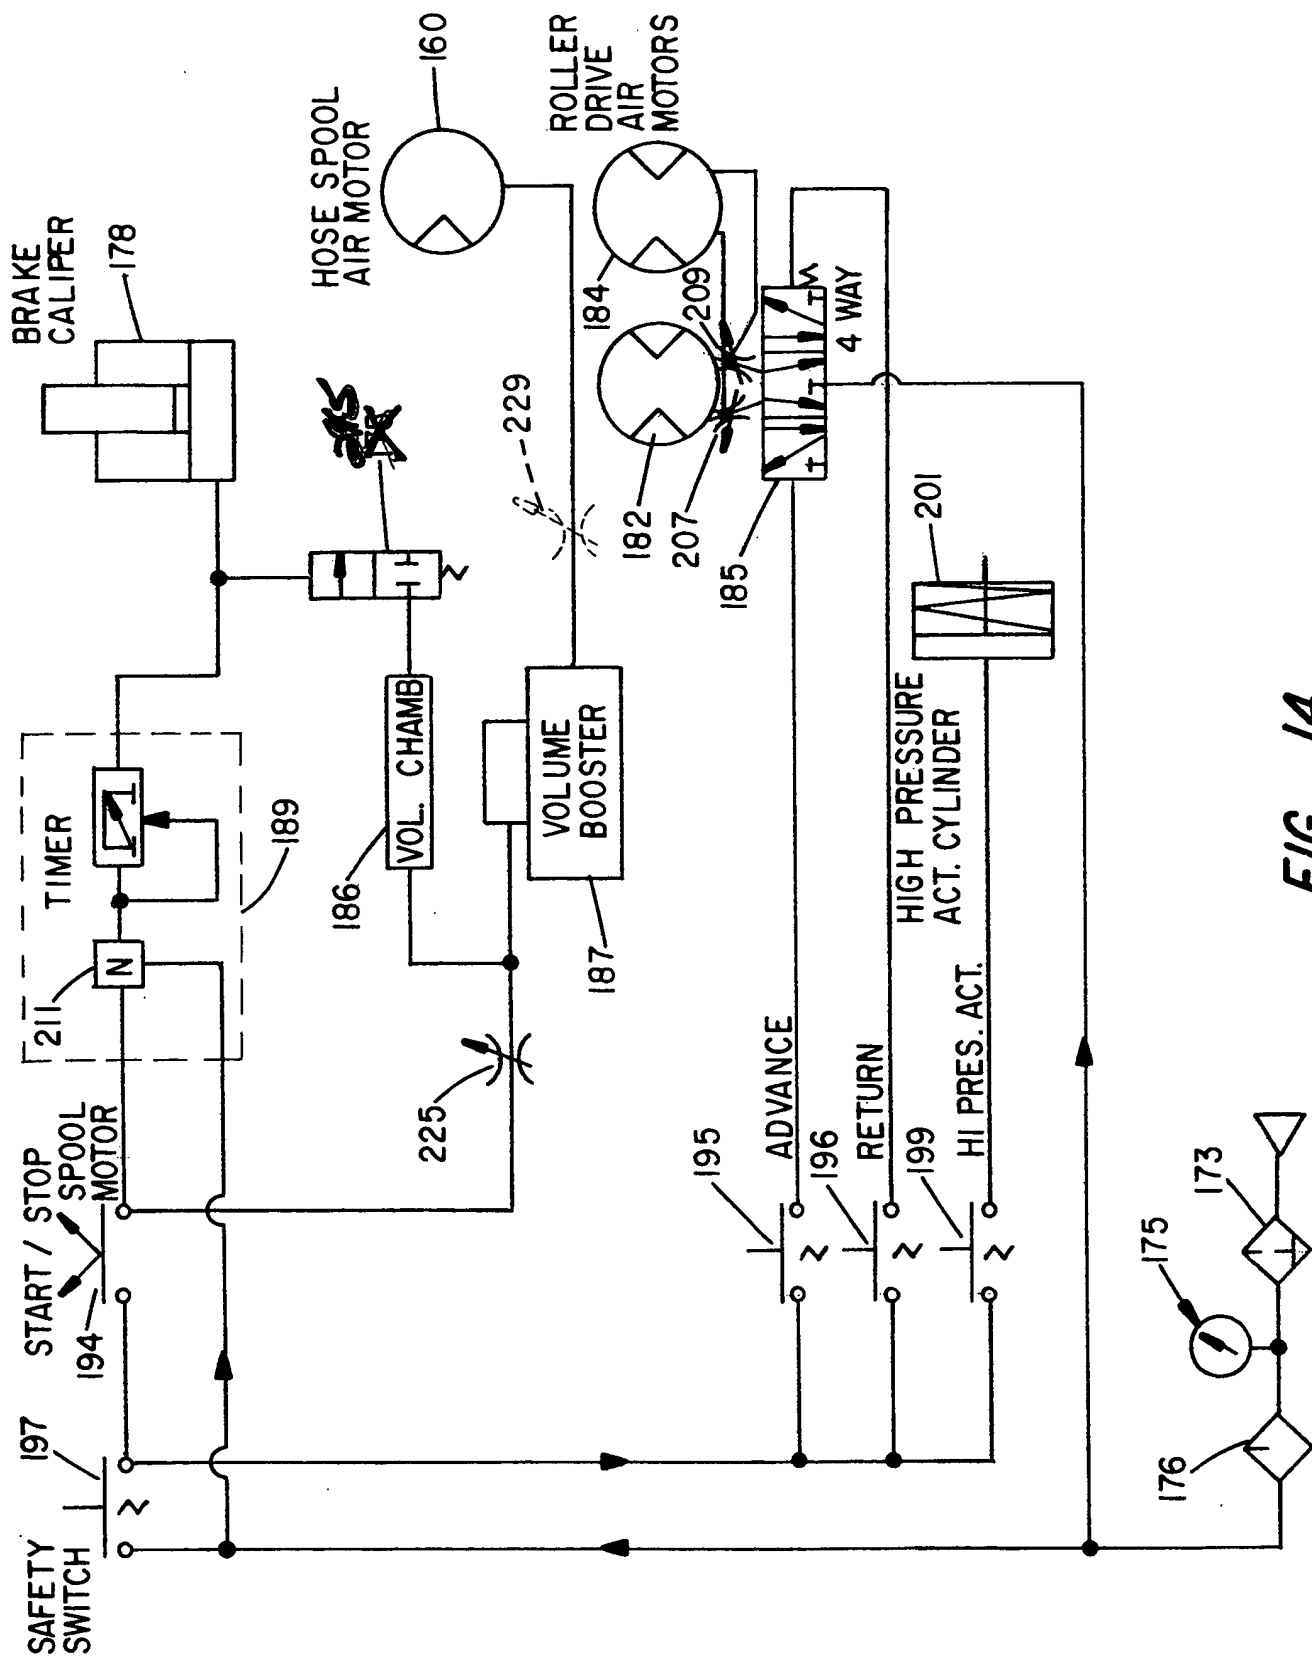 SAFETY
SWITCH
197
START / STOP
SPOOL
MOTOR
194
211
TIMER
189
BRAKE
CALIPER
178
186
VOL. CHAMB
225
VOLUME
BOOSTER
187
229
HOSE SPOOL
AIR MOTOR
160
ROLLER
DRIVE
AIR
MOTORS
184
182
209
207
185
4 WAY
195
ADVANCE
196
RETURN
199
HI PRES. ACT.
HIGH PRESSURE
ACT. CYLINDER
201
176
175
173
N
T
T
T
FIG. 14